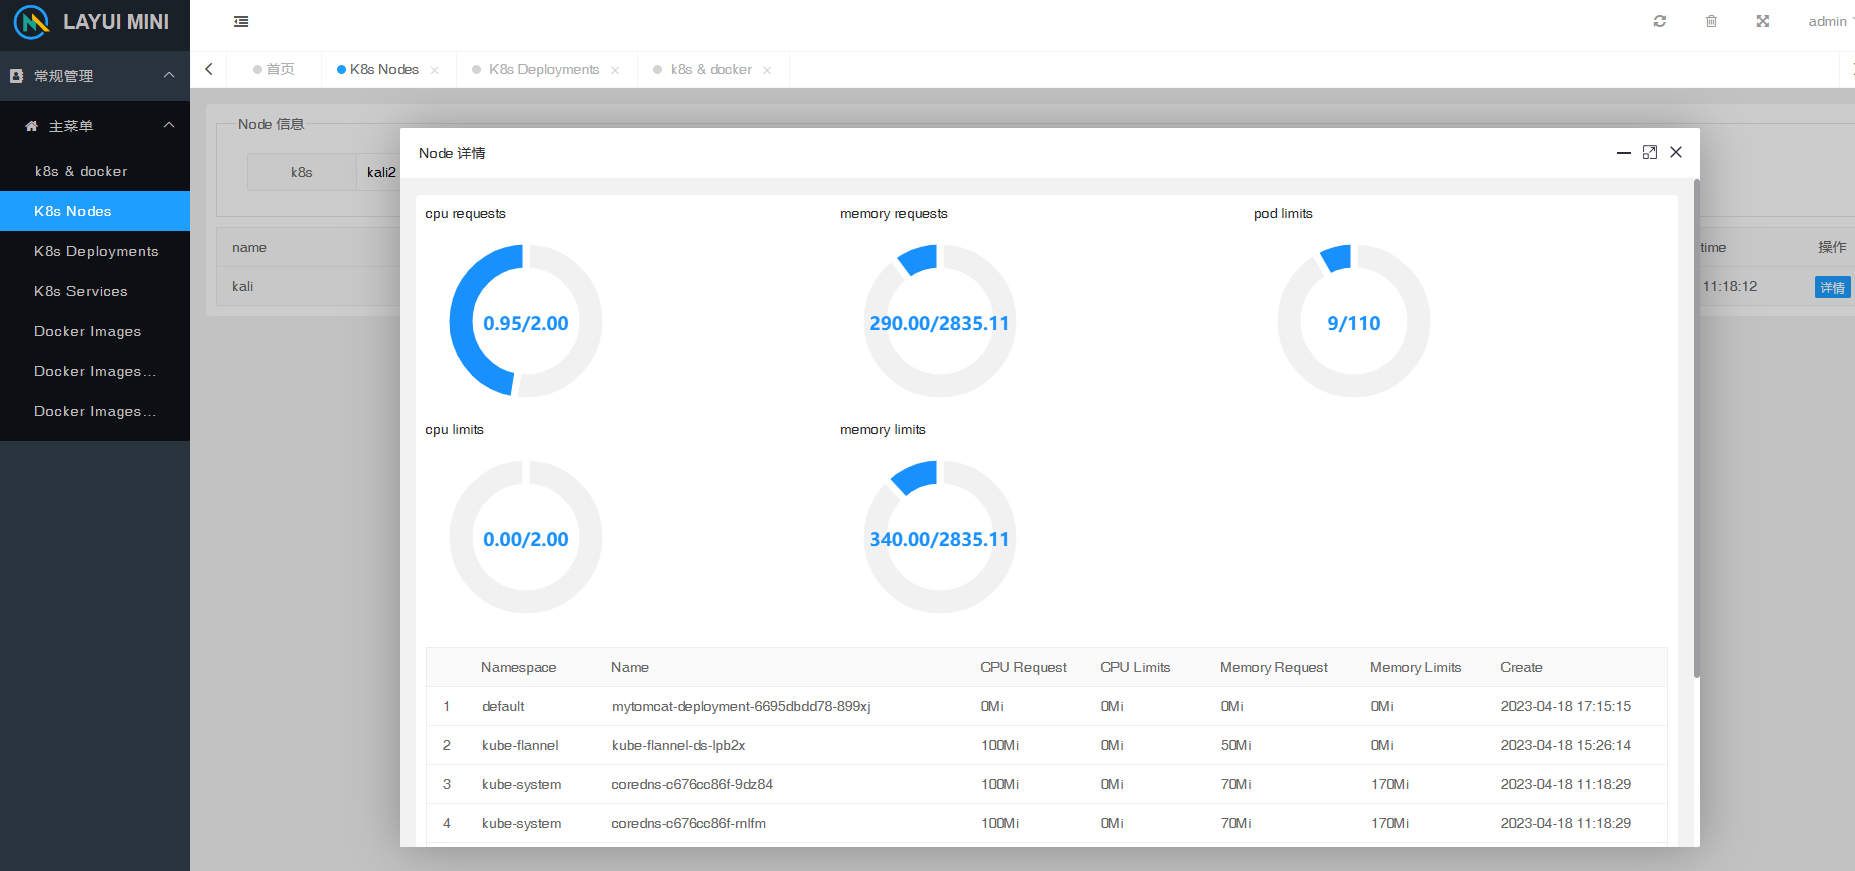 LAYUI MINI
admin
常规管理
首页
K8s Nodes
K8s Deployments
k8s & docker
主菜单
k8s & docker
K8s Nodes
K8s Deployments
K8s Services
Docker Images
Docker Images...
Docker Images...
Node 信息
k8s
kali2
name
time
操作
kali
11:18:12
详情
Node 详情
cpu requests
memory requests
pod limits
0.95/2.00
290.00/2835.11
9/110
cpu limits
memory limits
0.00/2.00
340.00/2835.11
Namespace Name CPU Request CPU Limits Memory Request Memory Limits Create
1 default mytomcat-deployment-6695dbdd78-899xj 0Mi 0Mi 0Mi 0Mi 2023-04-18 17:15:15
2 kube-flannel kube-flannel-ds-lpb2x 100Mi 0Mi 50Mi 0Mi 2023-04-18 15:26:14
3 kube-system coredns-c676cc86f-9dz84 100Mi 0Mi 70Mi 170Mi 2023-04-18 11:18:29
4 kube-system coredns-c676cc86f-rnlfm 100Mi 0Mi 70Mi 170Mi 2023-04-18 11:18:29